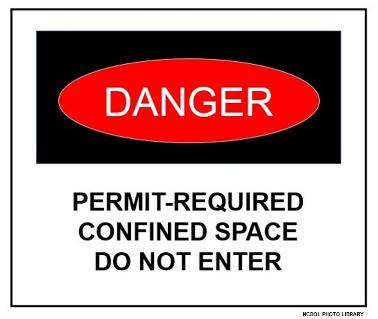 DANGER
PERMIT-REQUIRED
CONFINED SPACE
DO NOT ENTER
NCDOL PHOTO LIBRARY